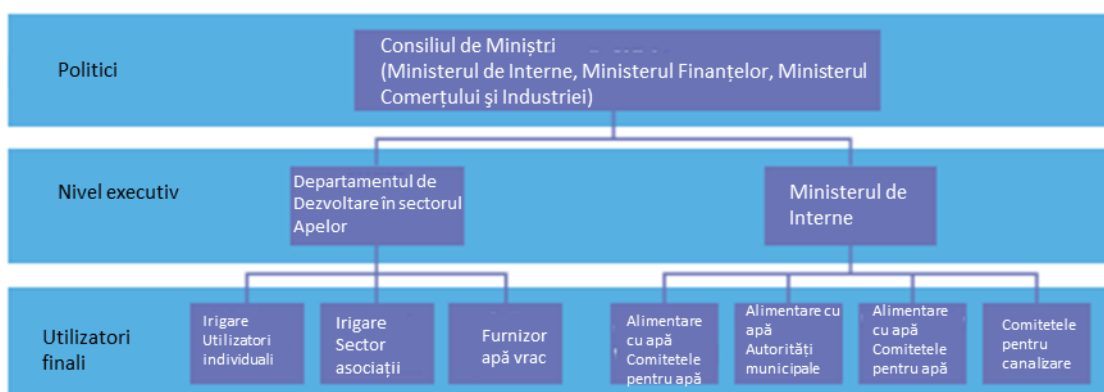 Politici
Consiliul de Miniștri
(Ministerul de Interne, Ministerul Finanțelor, Ministerul
Comerțului şi Industriei)
Nivel executiv
Departamentul de
Dezvoltare în sectorul
Apelor
Ministerul de
Interne
Utilizatori
finali
Irigare
Utilizatori
individuali
Irigare
Sector
asociații
Furnizor
apă vrac
Alimentare
cu apă
Comitetele
pentru apă
Alimentare cu
apă
Autorități
municipale
Alimentare
cu apă
Comitetele
pentru apă
Comitetele
pentru
canalizare